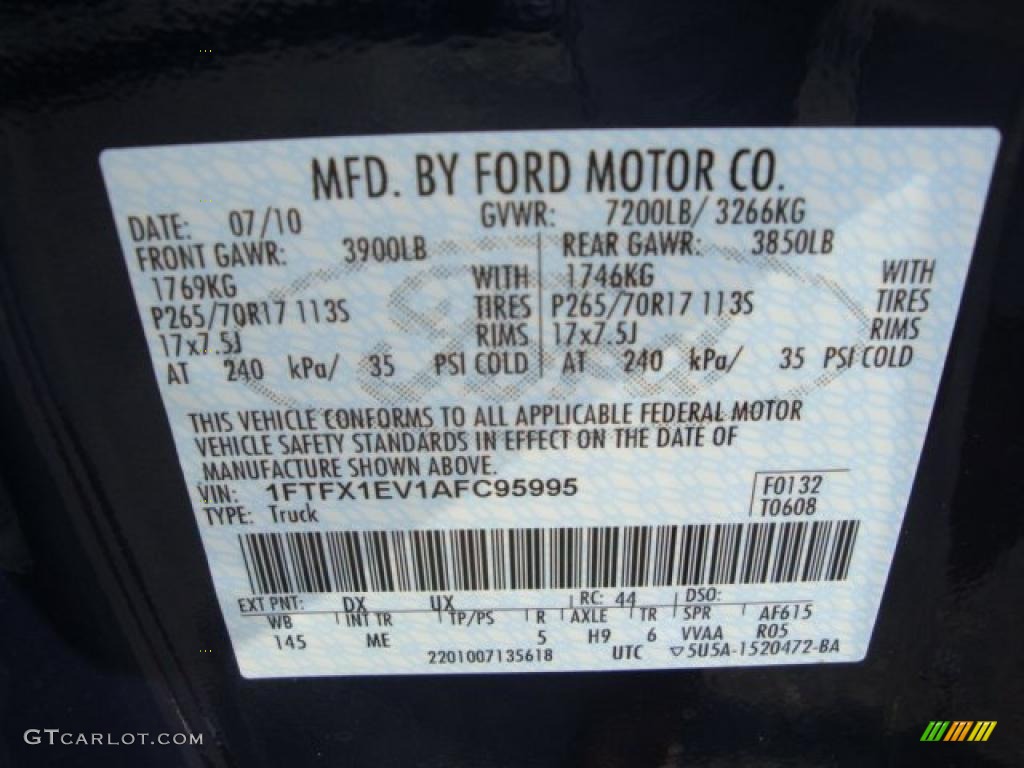 MFD. BY FORD MOTOR CO.
DATE: 07/10 GVWR: 7200LB/ 3266KG
FRONT GAWR: 3900LB REAR GAWR: 3850LB
1769KG WITH 1746KG WITH
P265/70R17 113S TIRES P265/70R17 113S TIRES
17x7.5J RIMS 17x7.5J RIMS
AT 240 kPa/ 35 PSI COLD AT 240 kPa/ 35 PSI COLD
THIS VEHICLE CONFORMS TO ALL APPLICABLE FEDERAL MOTOR
VEHICLE SAFETY STANDARDS IN EFFECT ON THE DATE OF
MANUFACTURE SHOWN ABOVE.
VIN: 1FTFX1EV1AFC95995 F0132
TYPE: Truck T0608
EXT PNT: DX UX RC: 44 DSO:
WB INT TR TP/PS R AXLE TR SPR AF615
145 ME 5 H9 6 VVAA R05
2201007135618 UTC ▽5U5A-1520472-BA
GTCARLOT.COM